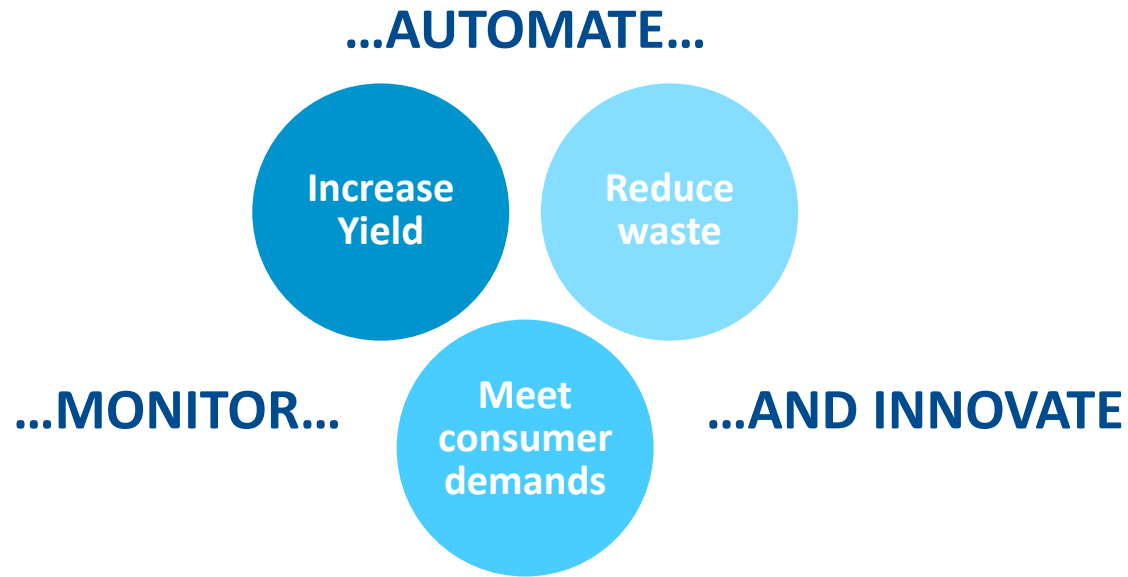 ...AUTOMATE...
Increase
Yield
Reduce
waste
Meet
consumer
demands
...MONITOR...
...AND INNOVATE